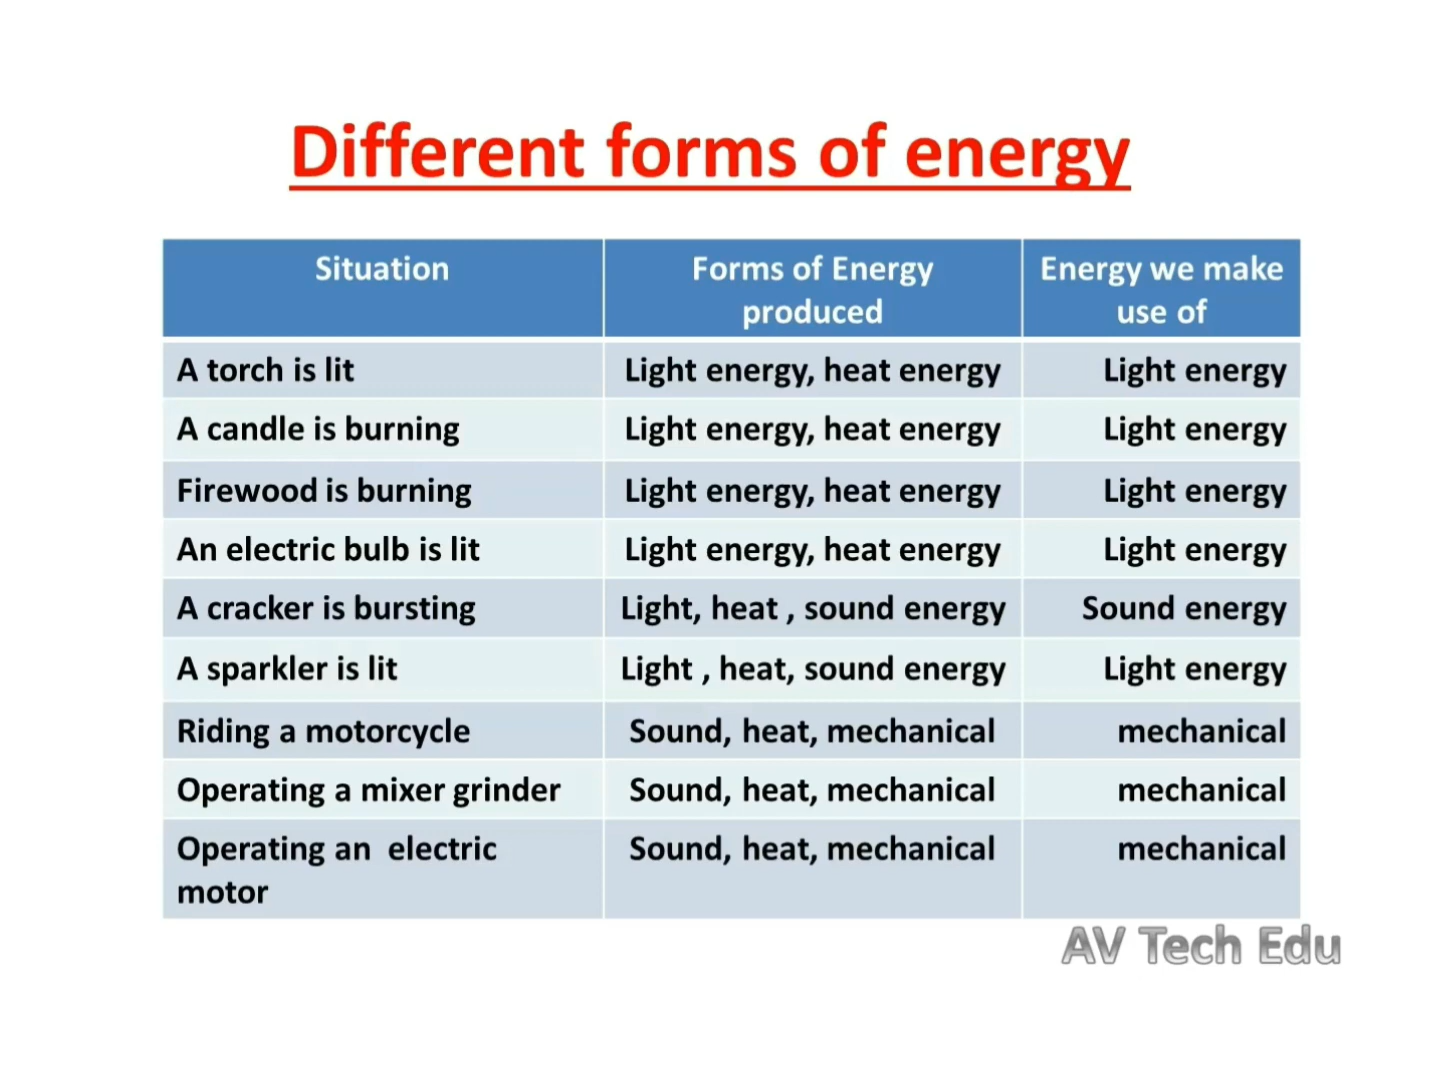 Different forms of energy
Situation
Forms of Energy
produced
Energy we make
use of
A torch is lit
Light energy, heat energy
Light energy
A candle is burning
Light energy, heat energy
Light energy
Firewood is burning
Light energy, heat energy
Light energy
An electric bulb is lit
Light energy, heat energy
Light energy
A cracker is bursting
Light, heat , sound energy
Sound energy
A sparkler is lit
Light , heat, sound energy
Light energy
Riding a motorcycle
Sound, heat, mechanical
mechanical
Operating a mixer grinder
Sound, heat, mechanical
mechanical
Operating an electric
motor
Sound, heat, mechanical
mechanical
AV Tech Edu